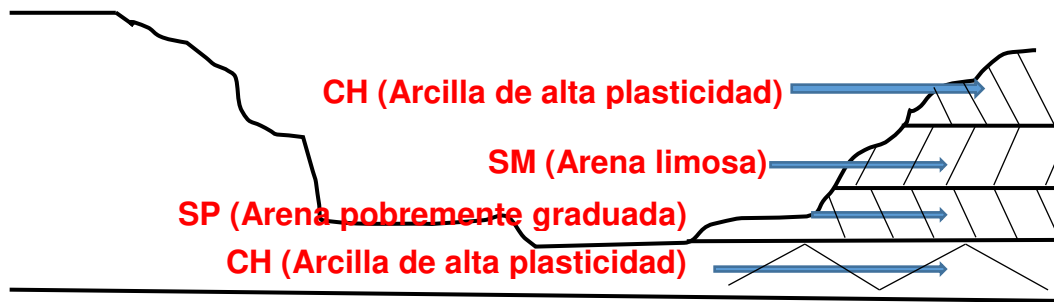 CH (Arcilla de alta plasticidad)
SM (Arena limosa)
SP (Arena pobremente graduada)
CH (Arcilla de alta plasticidad)